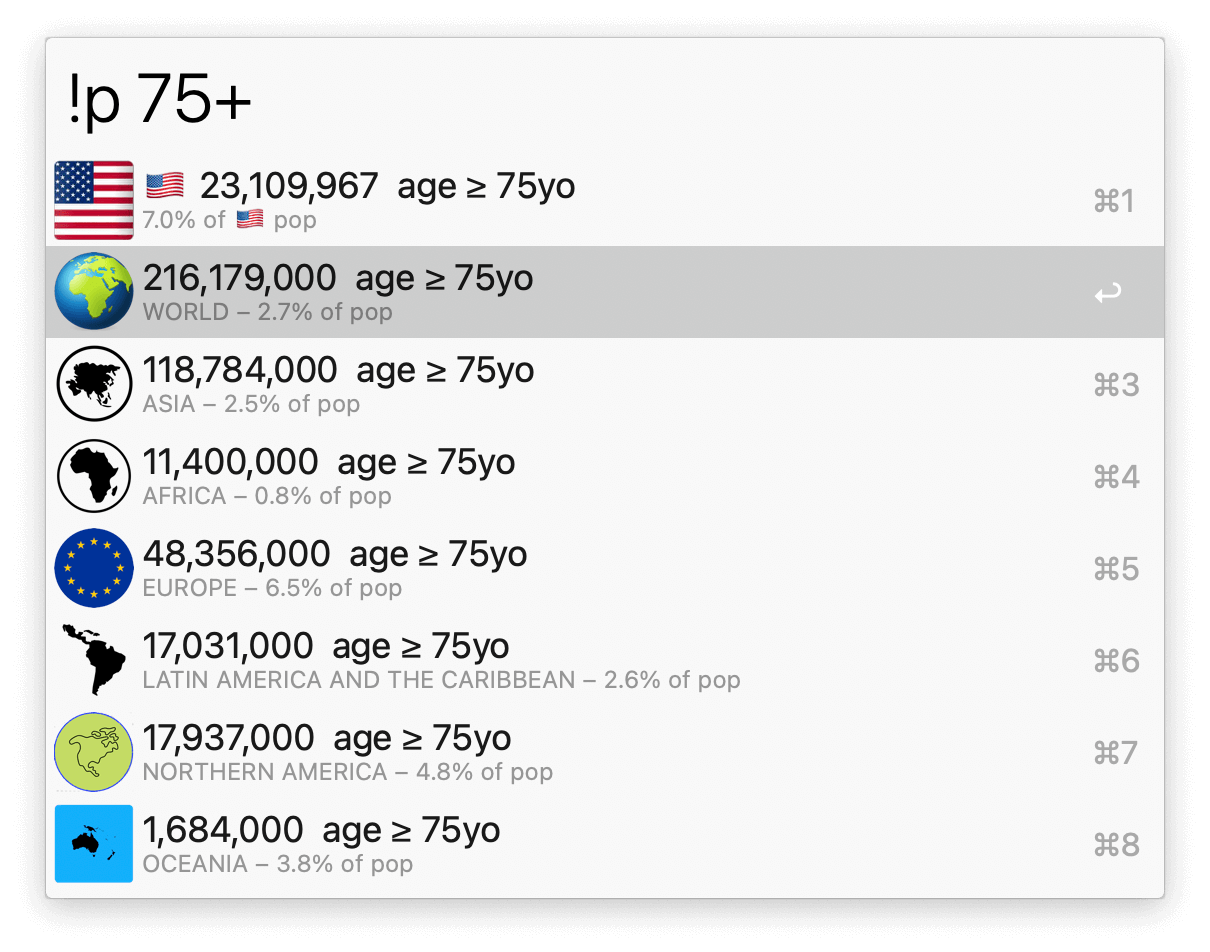 !p 75+
🇺🇸 23,109,967 age ≥ 75yo
⌘1
7.0% of 🇺🇸 pop
216,179,000 age ≥ 75yo
WORLD – 2.7% of pop
118,784,000 age ≥ 75yo
⌘3
ASIA – 2.5% of pop
11,400,000 age ≥ 75yo
⌘4
AFRICA – 0.8% of pop
48,356,000 age ≥ 75yo
⌘5
EUROPE – 6.5% of pop
17,031,000 age ≥ 75yo
⌘6
LATIN AMERICA AND THE CARIBBEAN – 2.6% of pop
17,937,000 age ≥ 75yo
⌘7
NORTHERN AMERICA – 4.8% of pop
1,684,000 age ≥ 75yo
⌘8
OCEANIA – 3.8% of pop